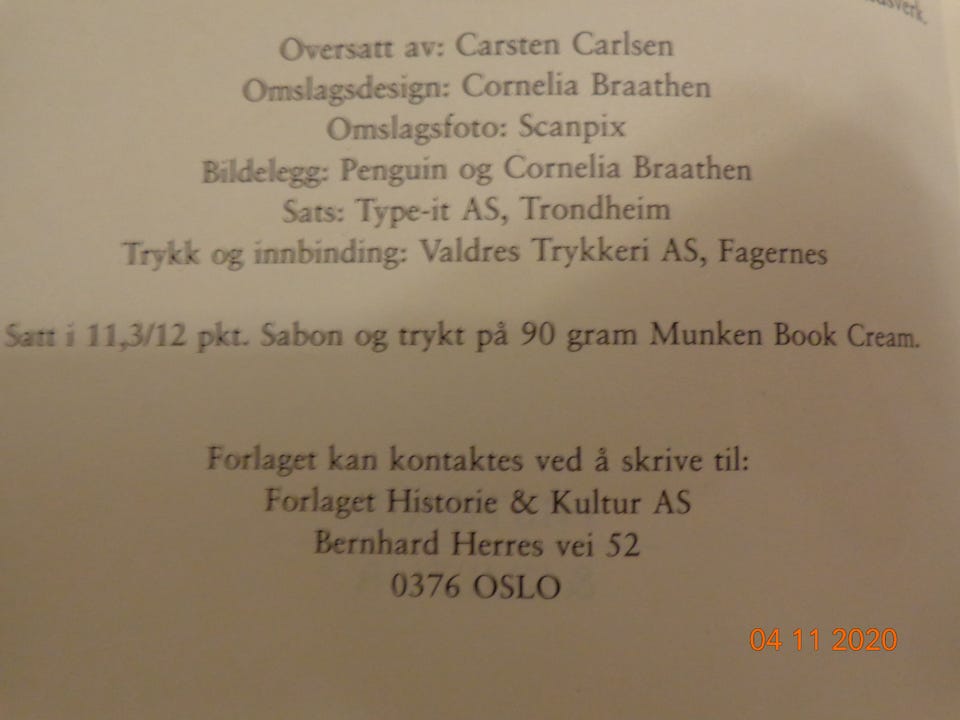 Oversatt av: Carsten Carlsen
Omslagsdesign: Cornelia Braathen
Omslagsfoto: Scanpix
Bildelegg: Penguin og Cornelia Braathen
Sats: Type-it AS, Trondheim
Trykk og innbinding: Valdres Trykkeri AS, Fagernes
Satt i 11,3/12 pkt. Sabon og trykt på 90 gram Munken Book Cream.
Forlaget kan kontaktes ved å skrive til:
Forlaget Historie & Kultur AS
Bernhard Herres vei 52
0376 OSLO
04 11 2020